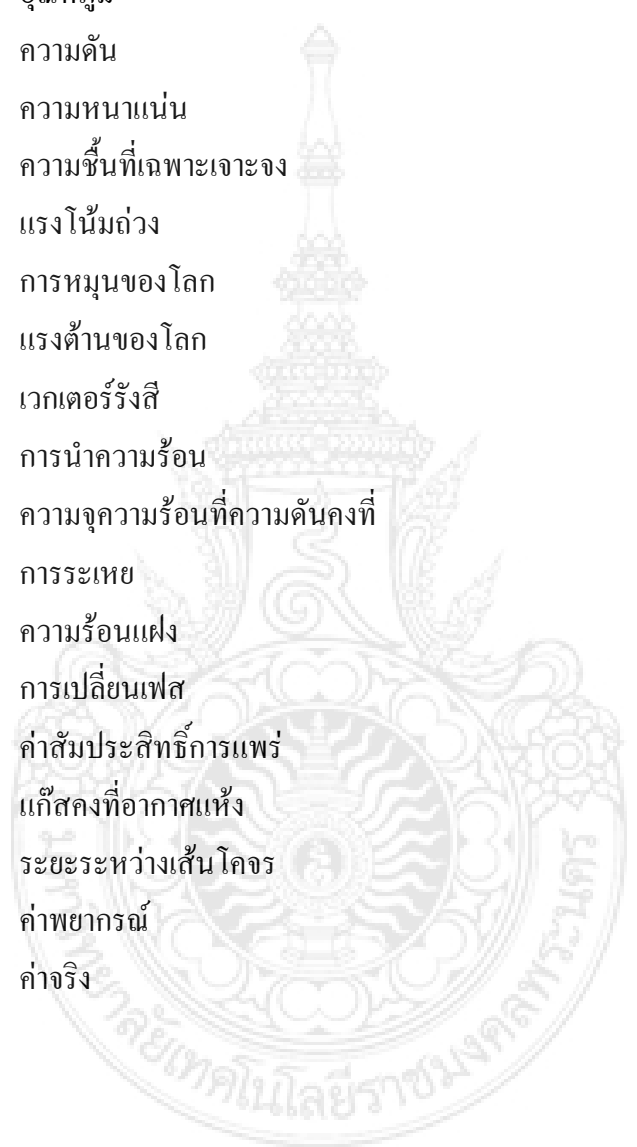 ความดัน
ความหนาแน่น
ความชื้นที่เฉพาะเจาะจง
แรงโน้มถ่วง
การหมุนของโลก
แรงต้านของโลก
เวกเตอร์รังสี
การนำความร้อน
ความจุความร้อนที่ความดันคงที่
การระเหย
ความร้อนแฝง
การเปลี่ยนเฟส
ค่าสัมประสิทธิ์การแพร่
แก๊สคงที่อากาศแห้ง
ระยะระหว่างเส้นโคจร
ค่าพยากรณ์
ค่าจริง